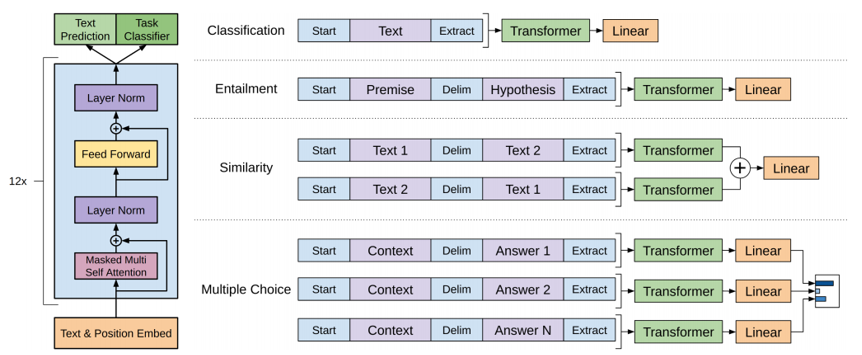 Text
Prediction
Task
Classifier
Layer Norm
Feed Forward
12x
Layer Norm
Masked Multi
Self Attention
Text & Position Embed
Classification
Start Text Extract Transformer Linear
Entailment
Start Premise Delim Hypothesis Extract Transformer Linear
Similarity
Start Text 1 Delim Text 2 Extract Transformer
Start Text 2 Delim Text 1 Extract Transformer
Linear
Multiple Choice
Start Context Delim Answer 1 Extract Transformer Linear
Start Context Delim Answer 2 Extract Transformer Linear
Start Context Delim Answer N Extract Transformer Linear